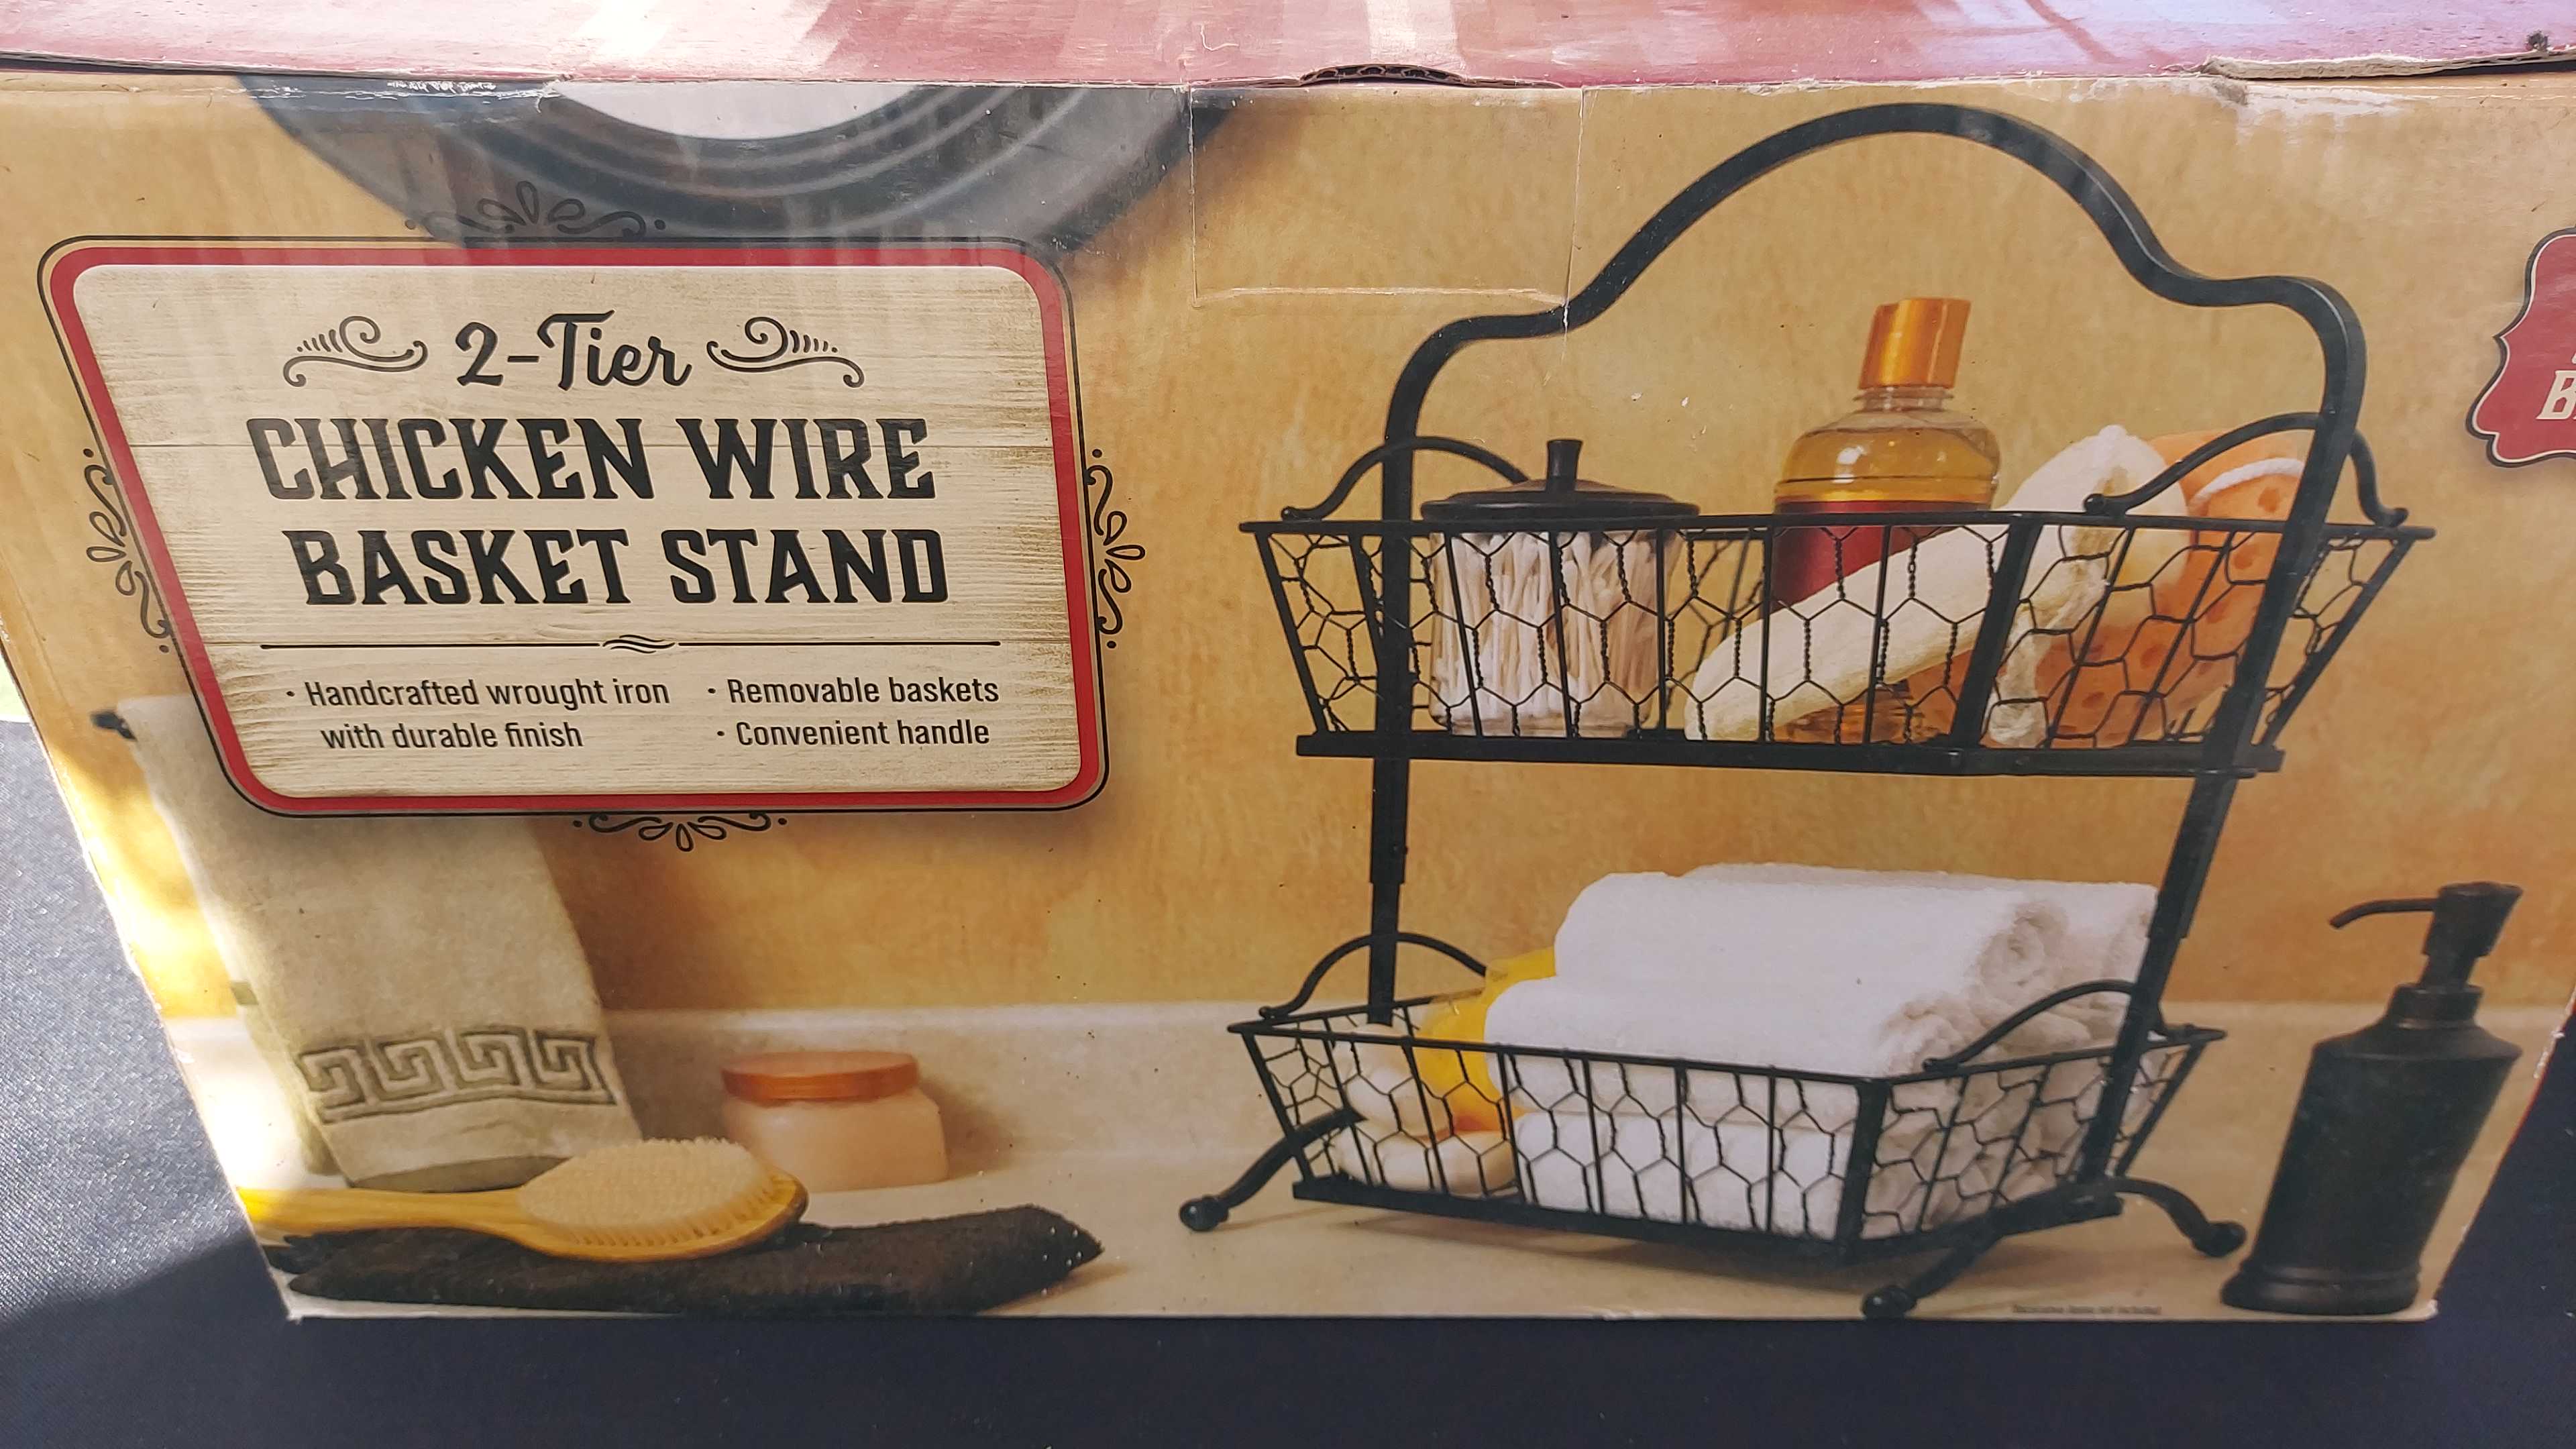 2-Tier
CHICKEN WIRE
BASKET STAND
• Handcrafted wrought iron
with durable finish
• Removable baskets
• Convenient handle
B